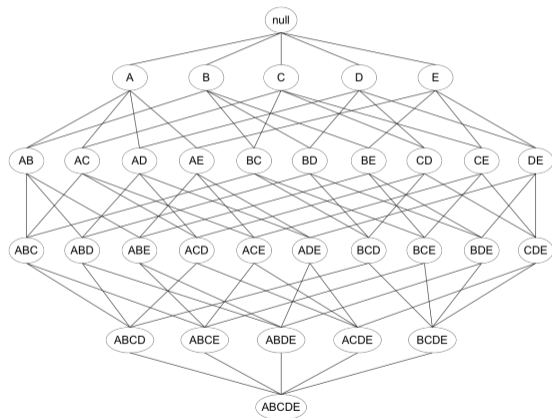 null
A B C D E
AB AC AD AE BC BD BE CD CE DE
ABC ABD ABE ACD ACE ADE BCD BCE BDE CDE
ABCD ABCE ABDE ACDE BCDE
ABCDE